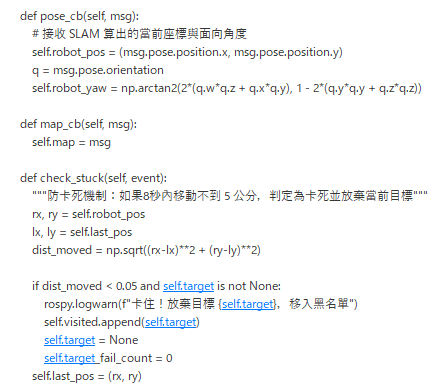 def pose_cb(self, msg):
    # 接收 SLAM 算出的當前座標與面向角度
    self.robot_pos = (msg.pose.position.x, msg.pose.position.y)
    q = msg.pose.orientation
    self.robot_yaw = np.arctan2(2*(q.w*q.z + q.x*q.y), 1 - 2*(q.y*q.y + q.z*q.z))

def map_cb(self, msg):
    self.map = msg

def check_stuck(self, event):
    """防卡死機制：如果8秒內移動不到 5 公分，判定為卡死並放棄當前目標"""
    rx, ry = self.robot_pos
    lx, ly = self.last_pos
    dist_moved = np.sqrt((rx-lx)**2 + (ry-ly)**2)

    if dist_moved < 0.05 and self.target is not None:
        rospy.logwarn(f"卡住！放棄目標 {self.target}，移入黑名單")
        self.visited.append(self.target)
        self.target = None
        self.target_fail_count = 0
    self.last_pos = (rx, ry)